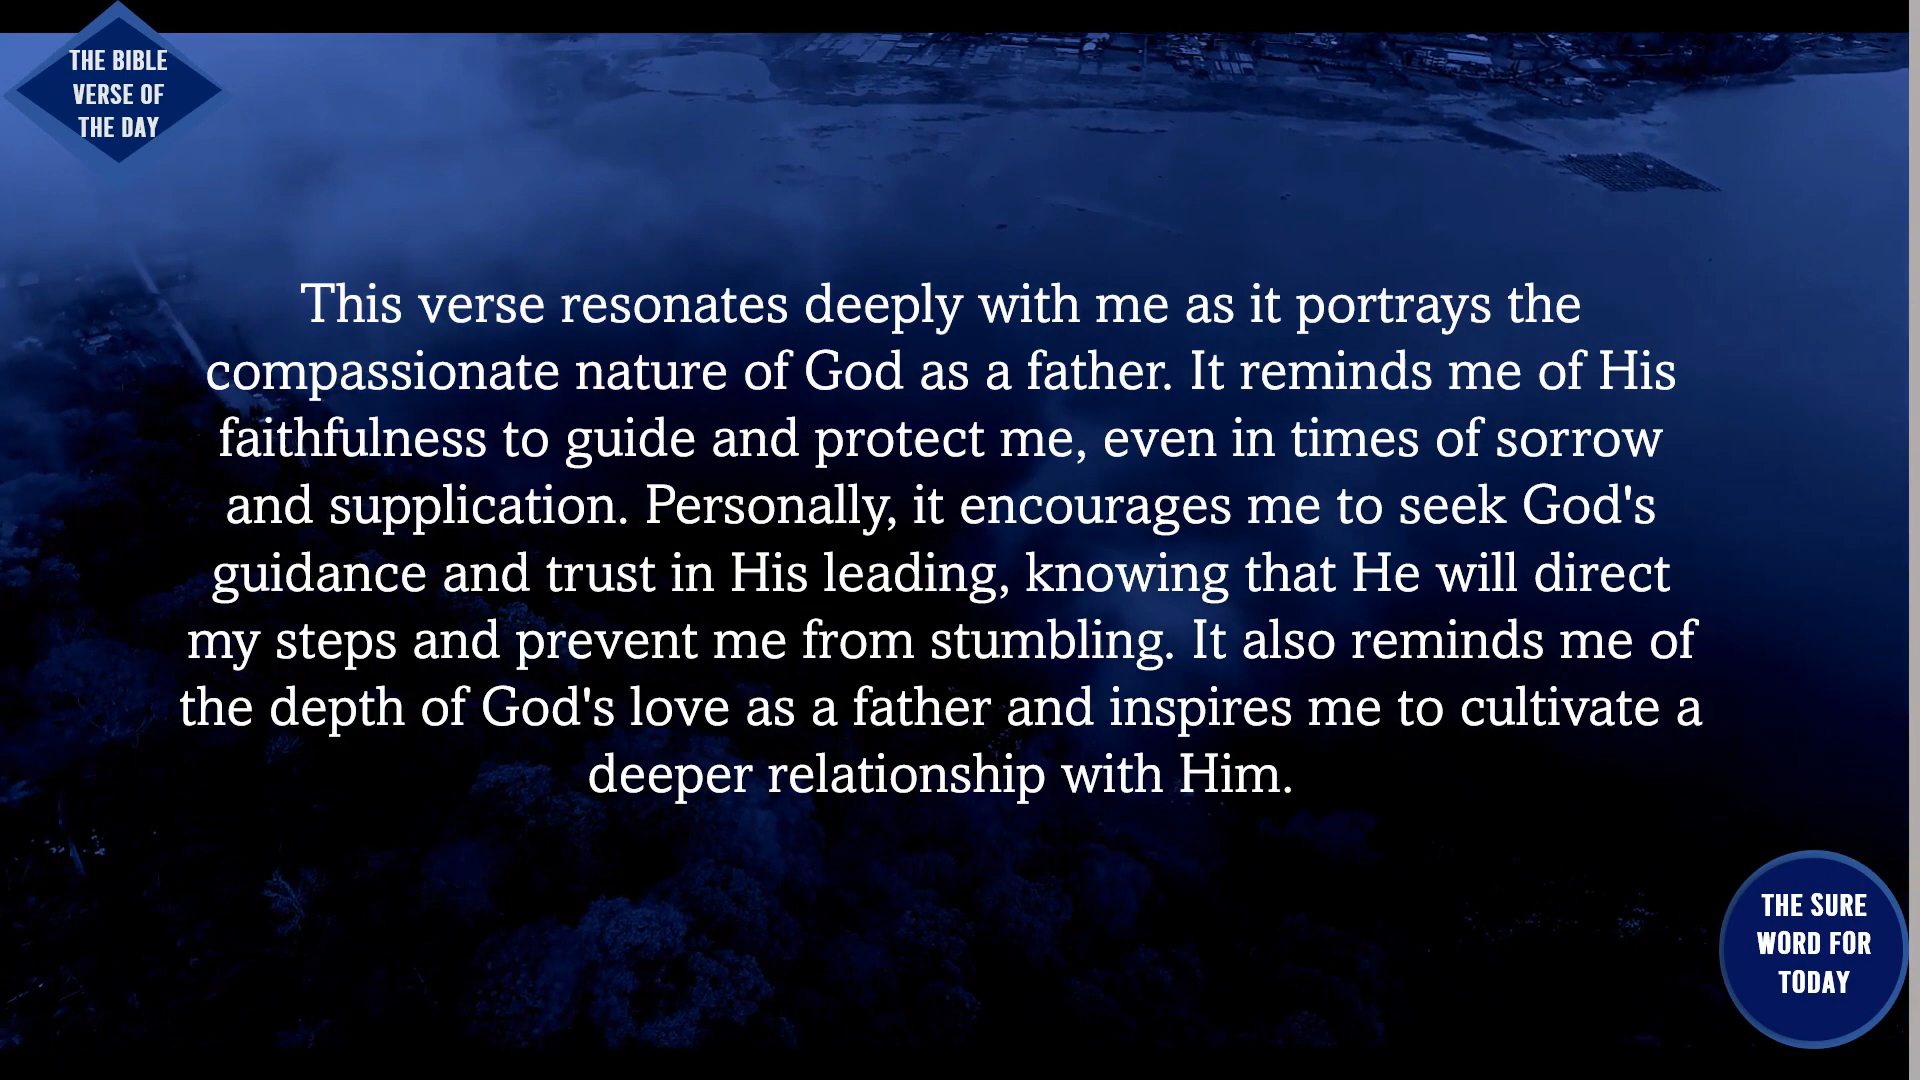 THE BIBLE
VERSE OF
THE DAY
This verse resonates deeply with me as it portrays the
compassionate nature of God as a father. It reminds me of His
faithfulness to guide and protect me, even in times of sorrow
and supplication. Personally, it encourages me to seek God's
guidance and trust in His leading, knowing that He will direct
my steps and prevent me from stumbling. It also reminds me of
the depth of God's love as a father and inspires me to cultivate a
deeper relationship with Him.
THE SURE
WORD FOR
TODAY